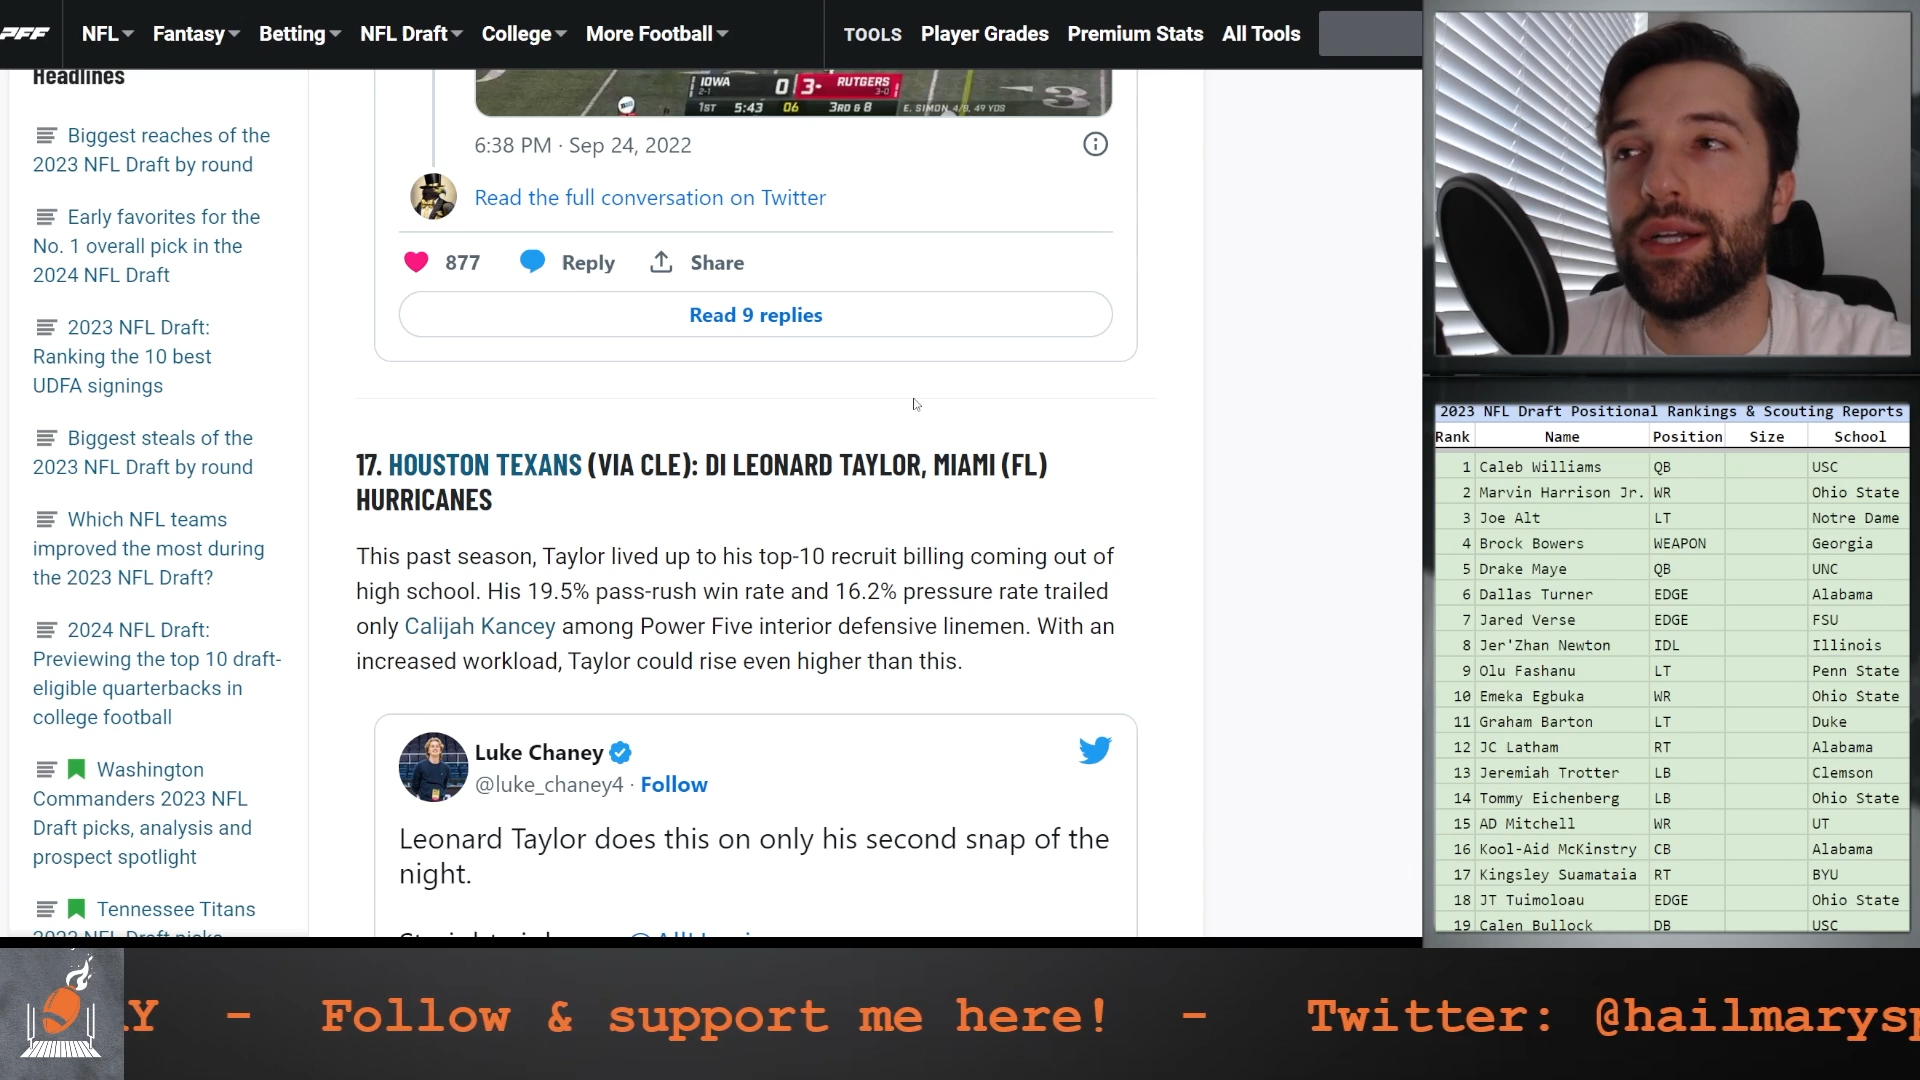 PFF
NFL
Fantasy
Betting
NFL Draft
College
More Football
TOOLS
Player Grades
Premium Stats
All Tools
Headlines
Biggest reaches of the
2023 NFL Draft by round
Early favorites for the
No. 1 overall pick in the
2024 NFL Draft
2023 NFL Draft:
Ranking the 10 best
UDFA signings
Biggest steals of the
2023 NFL Draft by round
Which NFL teams
improved the most during
the 2023 NFL Draft?
2024 NFL Draft:
Previewing the top 10 draft-
eligible quarterbacks in
college football
Washington
Commanders 2023 NFL
Draft picks, analysis and
prospect spotlight
Tennessee Titans
2023 NFL Draft picks
IOWA 0 3 RUTGERS
2-1 3-0
1ST 5:43 06 3RD & 8 E. SIMON 4/8, 49 YDS
6:38 PM · Sep 24, 2022
Read the full conversation on Twitter
877 Reply Share
Read 9 replies
17. HOUSTON TEXANS (VIA CLE): DI LEONARD TAYLOR, MIAMI (FL)
HURRICANES
This past season, Taylor lived up to his top-10 recruit billing coming out of
high school. His 19.5% pass-rush win rate and 16.2% pressure rate trailed
only Calijah Kancey among Power Five interior defensive linemen. With an
increased workload, Taylor could rise even higher than this.
Luke Chaney
@luke_chaney4 · Follow
Leonard Taylor does this on only his second snap of the
night.
2023 NFL Draft Positional Rankings & Scouting Reports
Rank Name Position Size School
1 Caleb Williams QB USC
2 Marvin Harrison Jr. WR Ohio State
3 Joe Alt LT Notre Dame
4 Brock Bowers WEAPON Georgia
5 Drake Maye QB UNC
6 Dallas Turner EDGE Alabama
7 Jared Verse EDGE FSU
8 Jer'Zhan Newton IDL Illinois
9 Olu Fashanu LT Penn State
10 Emeka Egbuka WR Ohio State
11 Graham Barton LT Duke
12 JC Latham RT Alabama
13 Jeremiah Trotter LB Clemson
14 Tommy Eichenberg LB Ohio State
15 AD Mitchell WR UT
16 Kool-Aid McKinstry CB Alabama
17 Kingsley Suamataia RT BYU
18 JT Tuimoloau EDGE Ohio State
19 Calen Bullock DB USC
Y - Follow & support me here! - Twitter: @hailmarysp